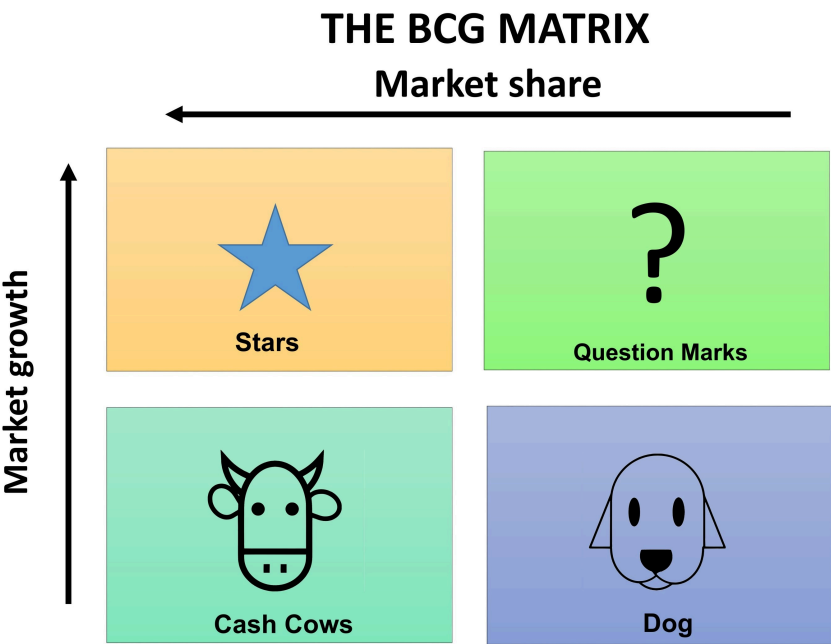 THE BCG MATRIX
Market share
Market growth
Stars
?
Question Marks
Cash Cows
Dog